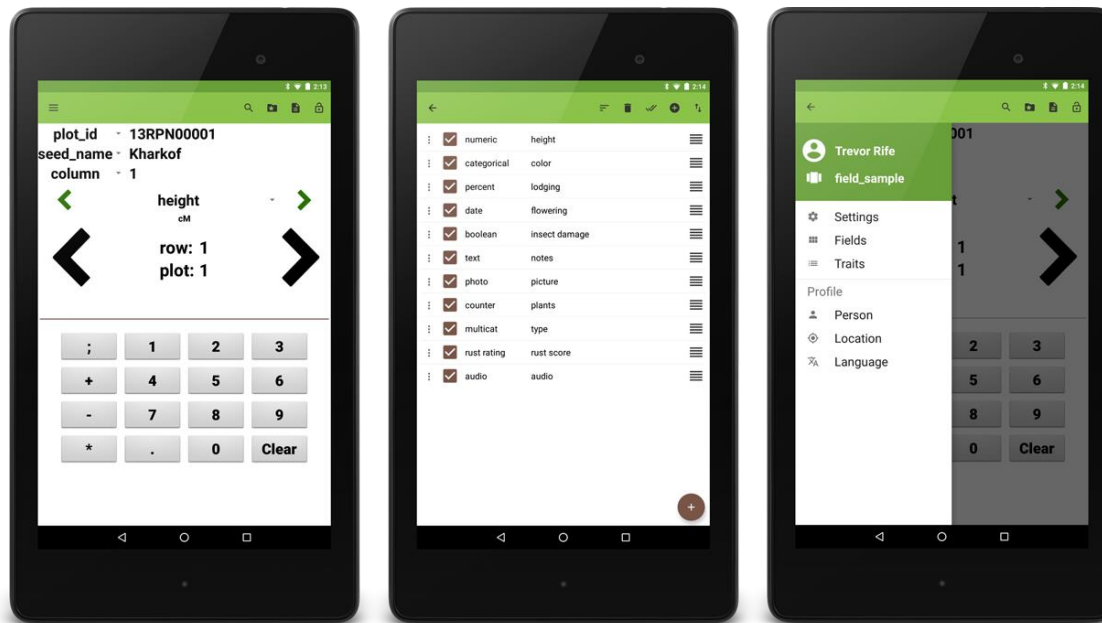 2:13
plot_id 13RPN00001
seed_name Kharkof
column 1
height
cM
row: 1
plot: 1
; 1 2 3
+ 4 5 6
- 7 8 9
* . 0 Clear
2:14
numeric height
categorical color
percent lodging
date flowering
boolean insect damage
text notes
photo picture
counter plants
multicat type
rust rating rust score
audio audio
+
2:14
001
Trevor Rife
field_sample
t
Settings
Fields
1
Traits
1
Profile
Person
Location
2 3
Language
5 6
8 9
0 Clear